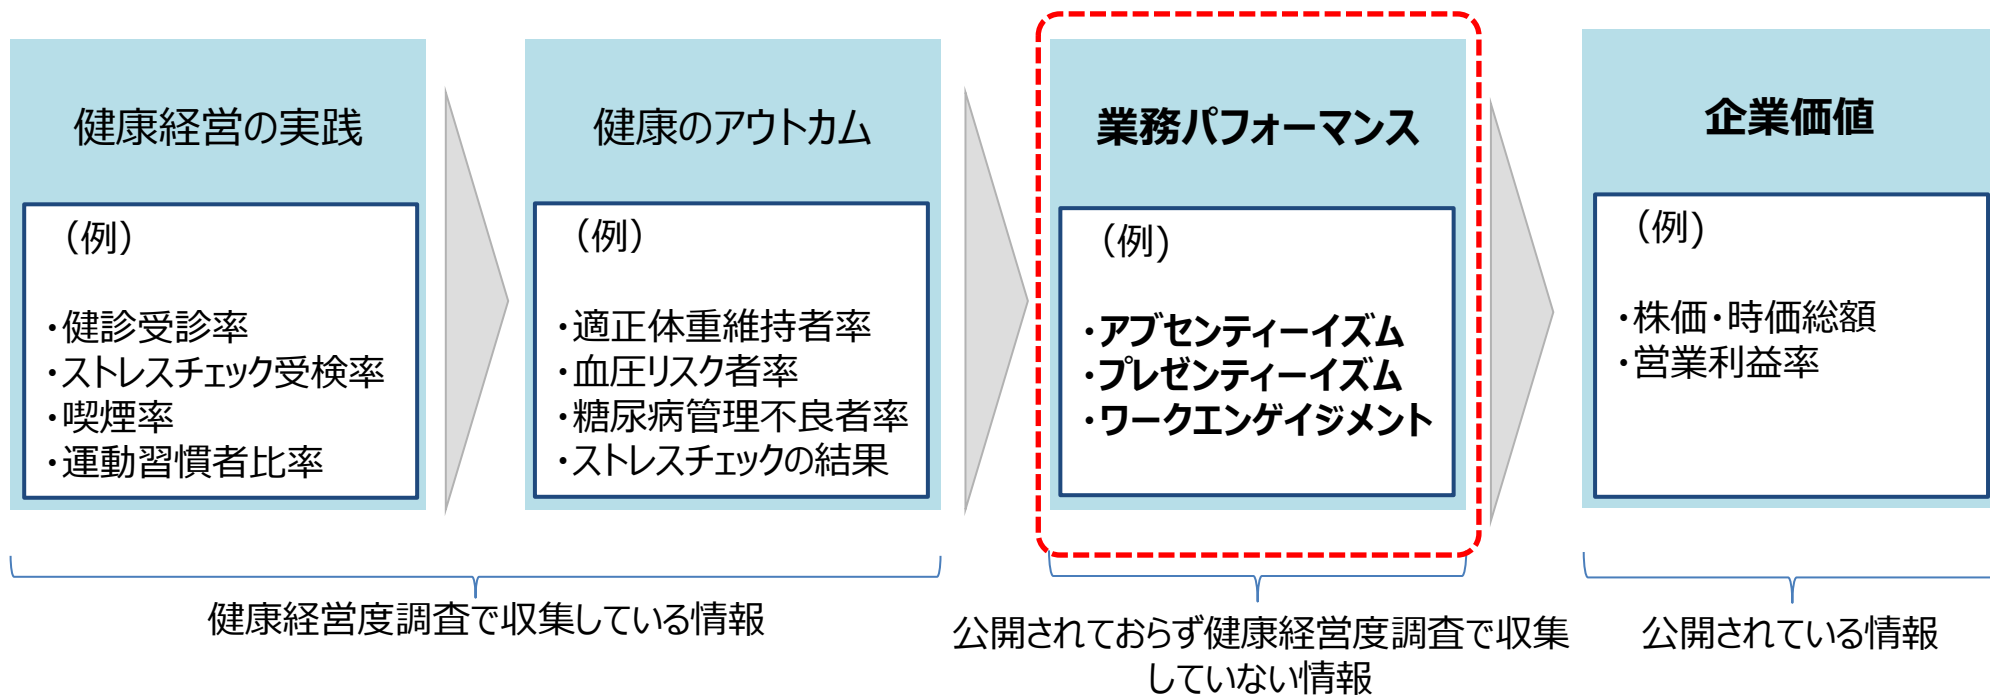 健康経営の実践
(例)
・健診受診率
・ストレスチェック受検率
・喫煙率
・運動習慣者比率
健康のアウトカム
(例)
・適正体重維持者率
・血圧リスク者率
・糖尿病管理不良者率
・ストレスチェックの結果
業務パフォーマンス
(例)
・アブセンティーイズム
・プレゼンティーイズム
・ワークエンゲイジメント
企業価値
(例)
・株価・時価総額
・営業利益率
健康経営度調査で収集している情報
公開されておらず健康経営度調査で収集
していない情報
公開されている情報